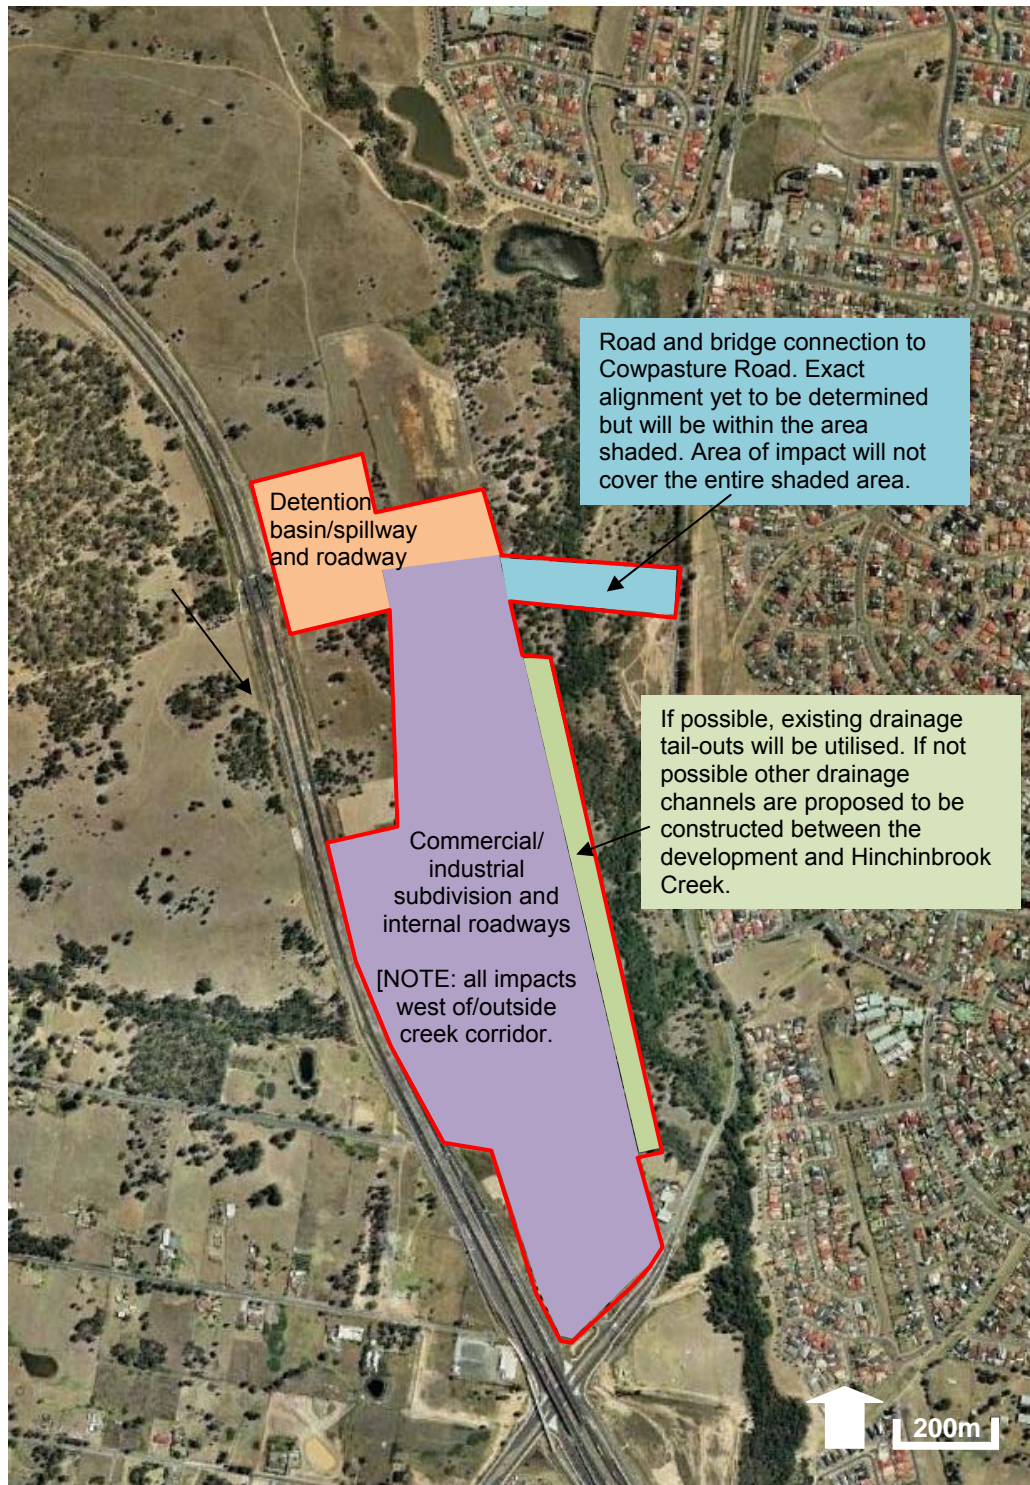 Road and bridge connection to
Cowpasture Road. Exact
alignment yet to be determined
but will be within the area
shaded. Area of impact will not
cover the entire shaded area.
Detention
basin/spillway
and roadway
If possible, existing drainage
tail-outs will be utilised. If not
possible other drainage
channels are proposed to be
constructed between the
development and Hinchinbrook
Creek.
Commercial/
industrial
subdivision and
internal roadways
[NOTE: all impacts
west of/outside
creek corridor.
200m